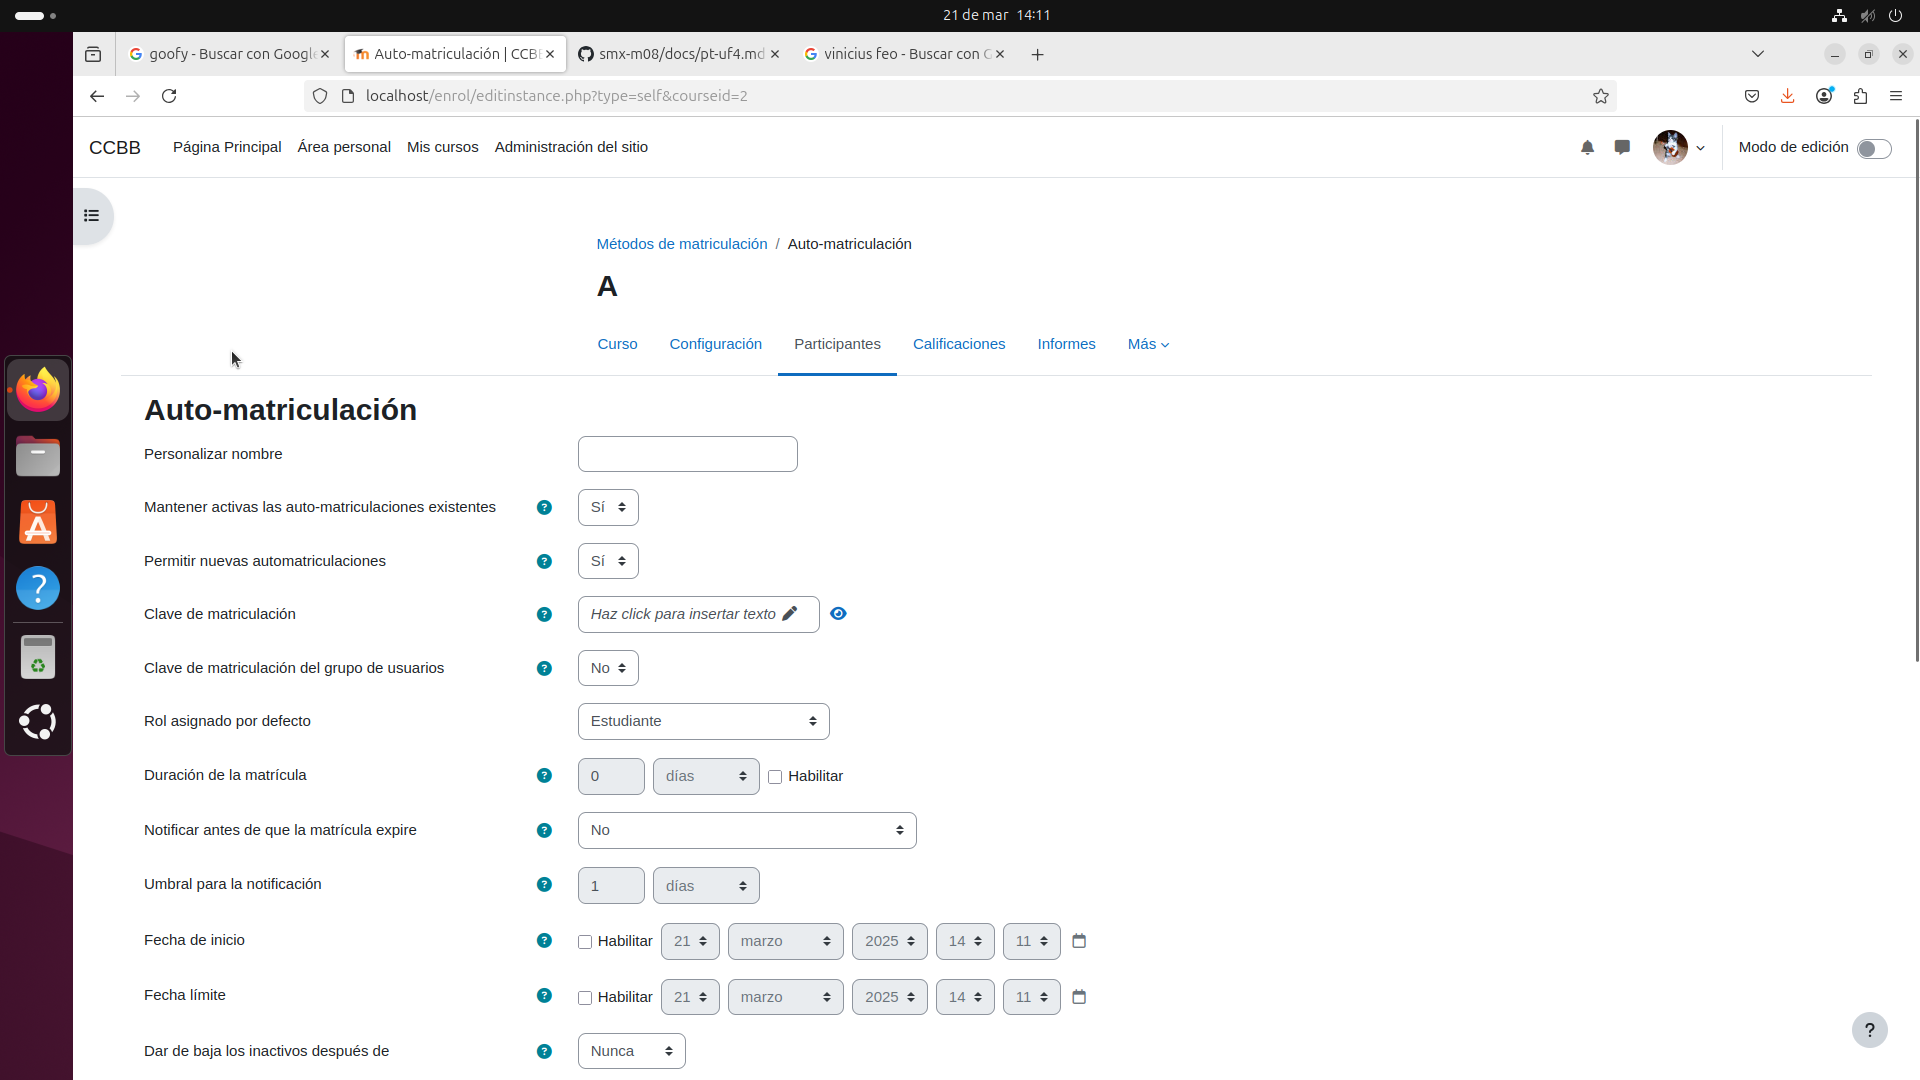 21 de mar 14:11
goofy - Buscar con Google
Auto-matriculación | CCBB
smx-m08/docs/pt-uf4.md
vinicius feo - Buscar con G
localhost/enrol/editinstance.php?type=self&courseid=2
CCBB
Página Principal
Área personal
Mis cursos
Administración del sitio
Modo de edición
Métodos de matriculación / Auto-matriculación
A
Curso
Configuración
Participantes
Calificaciones
Informes
Más
Auto-matriculación
Personalizar nombre
Mantener activas las auto-matriculaciones existentes ? Sí
Permitir nuevas automatriculaciones ? Sí
Clave de matriculación ? Haz click para insertar texto
Clave de matriculación del grupo de usuarios ? No
Rol asignado por defecto Estudiante
Duración de la matrícula ? 0 días Habilitar
Notificar antes de que la matrícula expire ? No
Umbral para la notificación ? 1 días
Fecha de inicio ? Habilitar 21 marzo 2025 14 11
Fecha límite ? Habilitar 21 marzo 2025 14 11
Dar de baja los inactivos después de ? Nunca
?